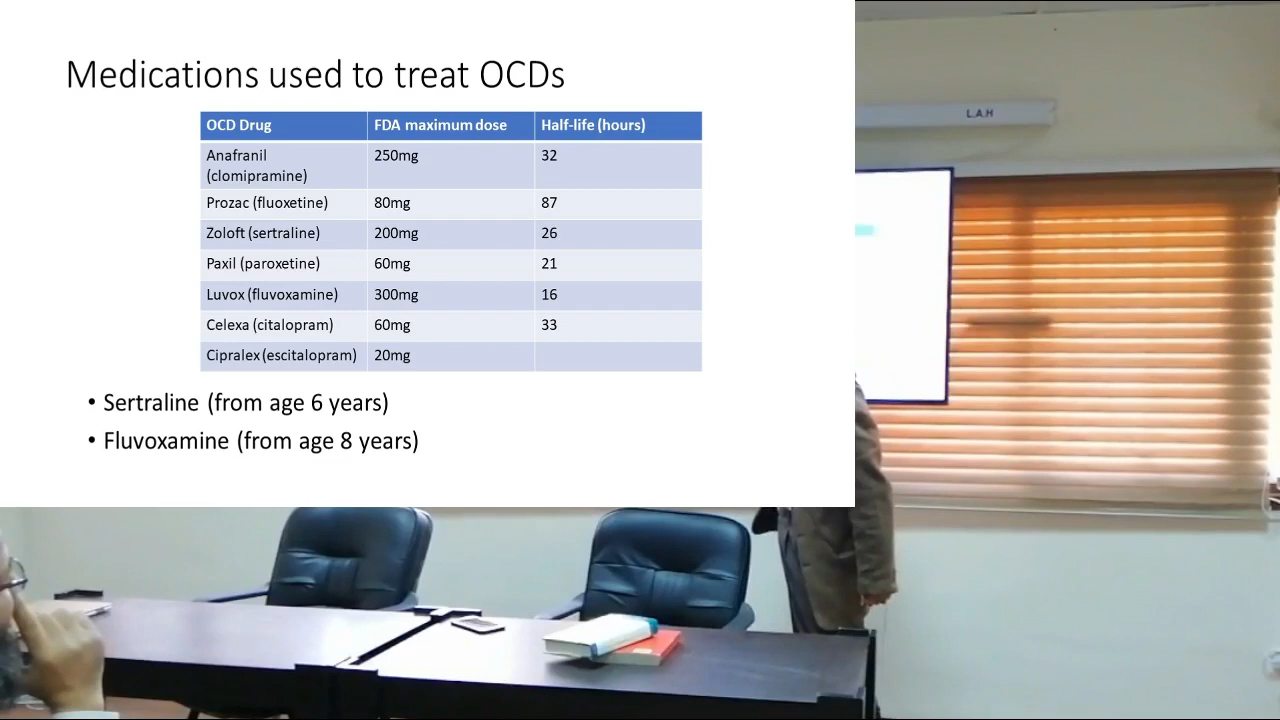 Medications used to treat OCDs
OCD Drug FDA maximum dose Half-life (hours)
Anafranil 250mg 32
(clomipramine)
Prozac (fluoxetine) 80mg 87
Zoloft (sertraline) 200mg 26
Paxil (paroxetine) 60mg 21
Luvox (fluvoxamine) 300mg 16
Celexa (citalopram) 60mg 33
Cipralex (escitalopram) 20mg
• Sertraline (from age 6 years)
• Fluvoxamine (from age 8 years)
L.A.H